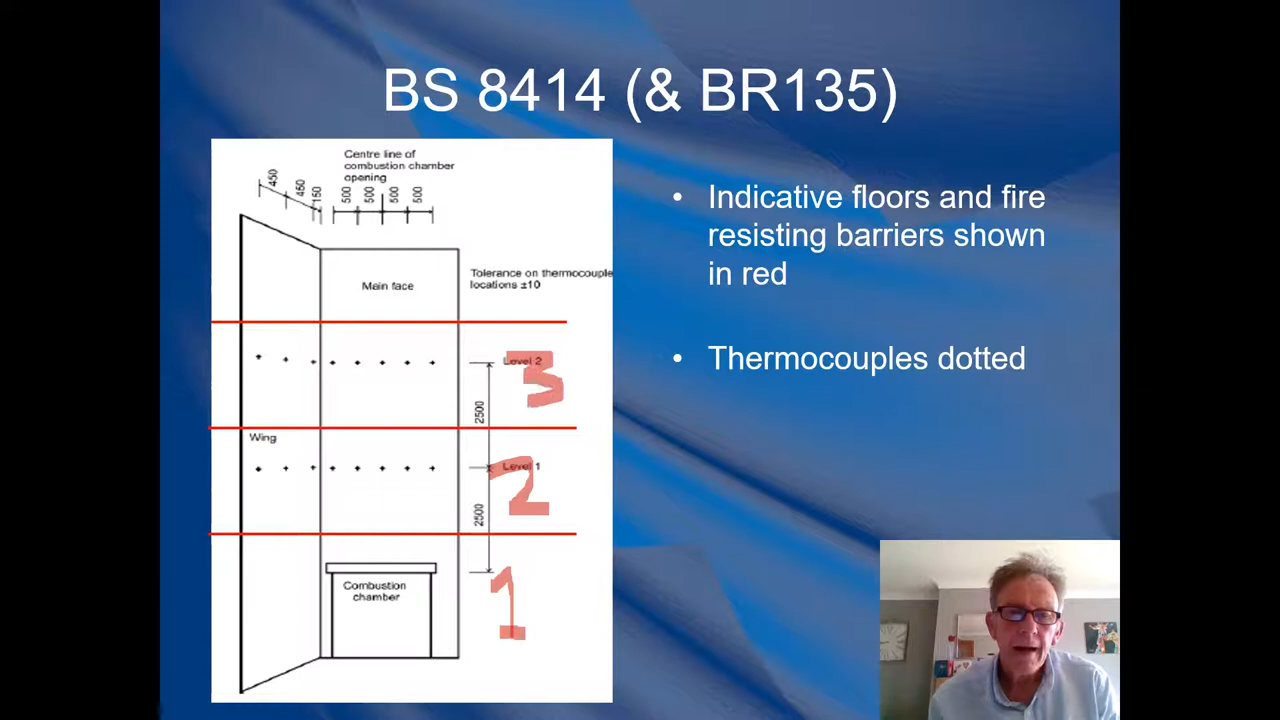 BS 8414 (& BR135)
Centre line of
combustion chamber
opening
450
450
150
500
500
500
500
Main face
Tolerance on thermocouple
locations ±10
Level 2
3
2500
Wing
Level 1
2
2500
1
Combustion
chamber
• Indicative floors and fire
resisting barriers shown
in red
• Thermocouples dotted